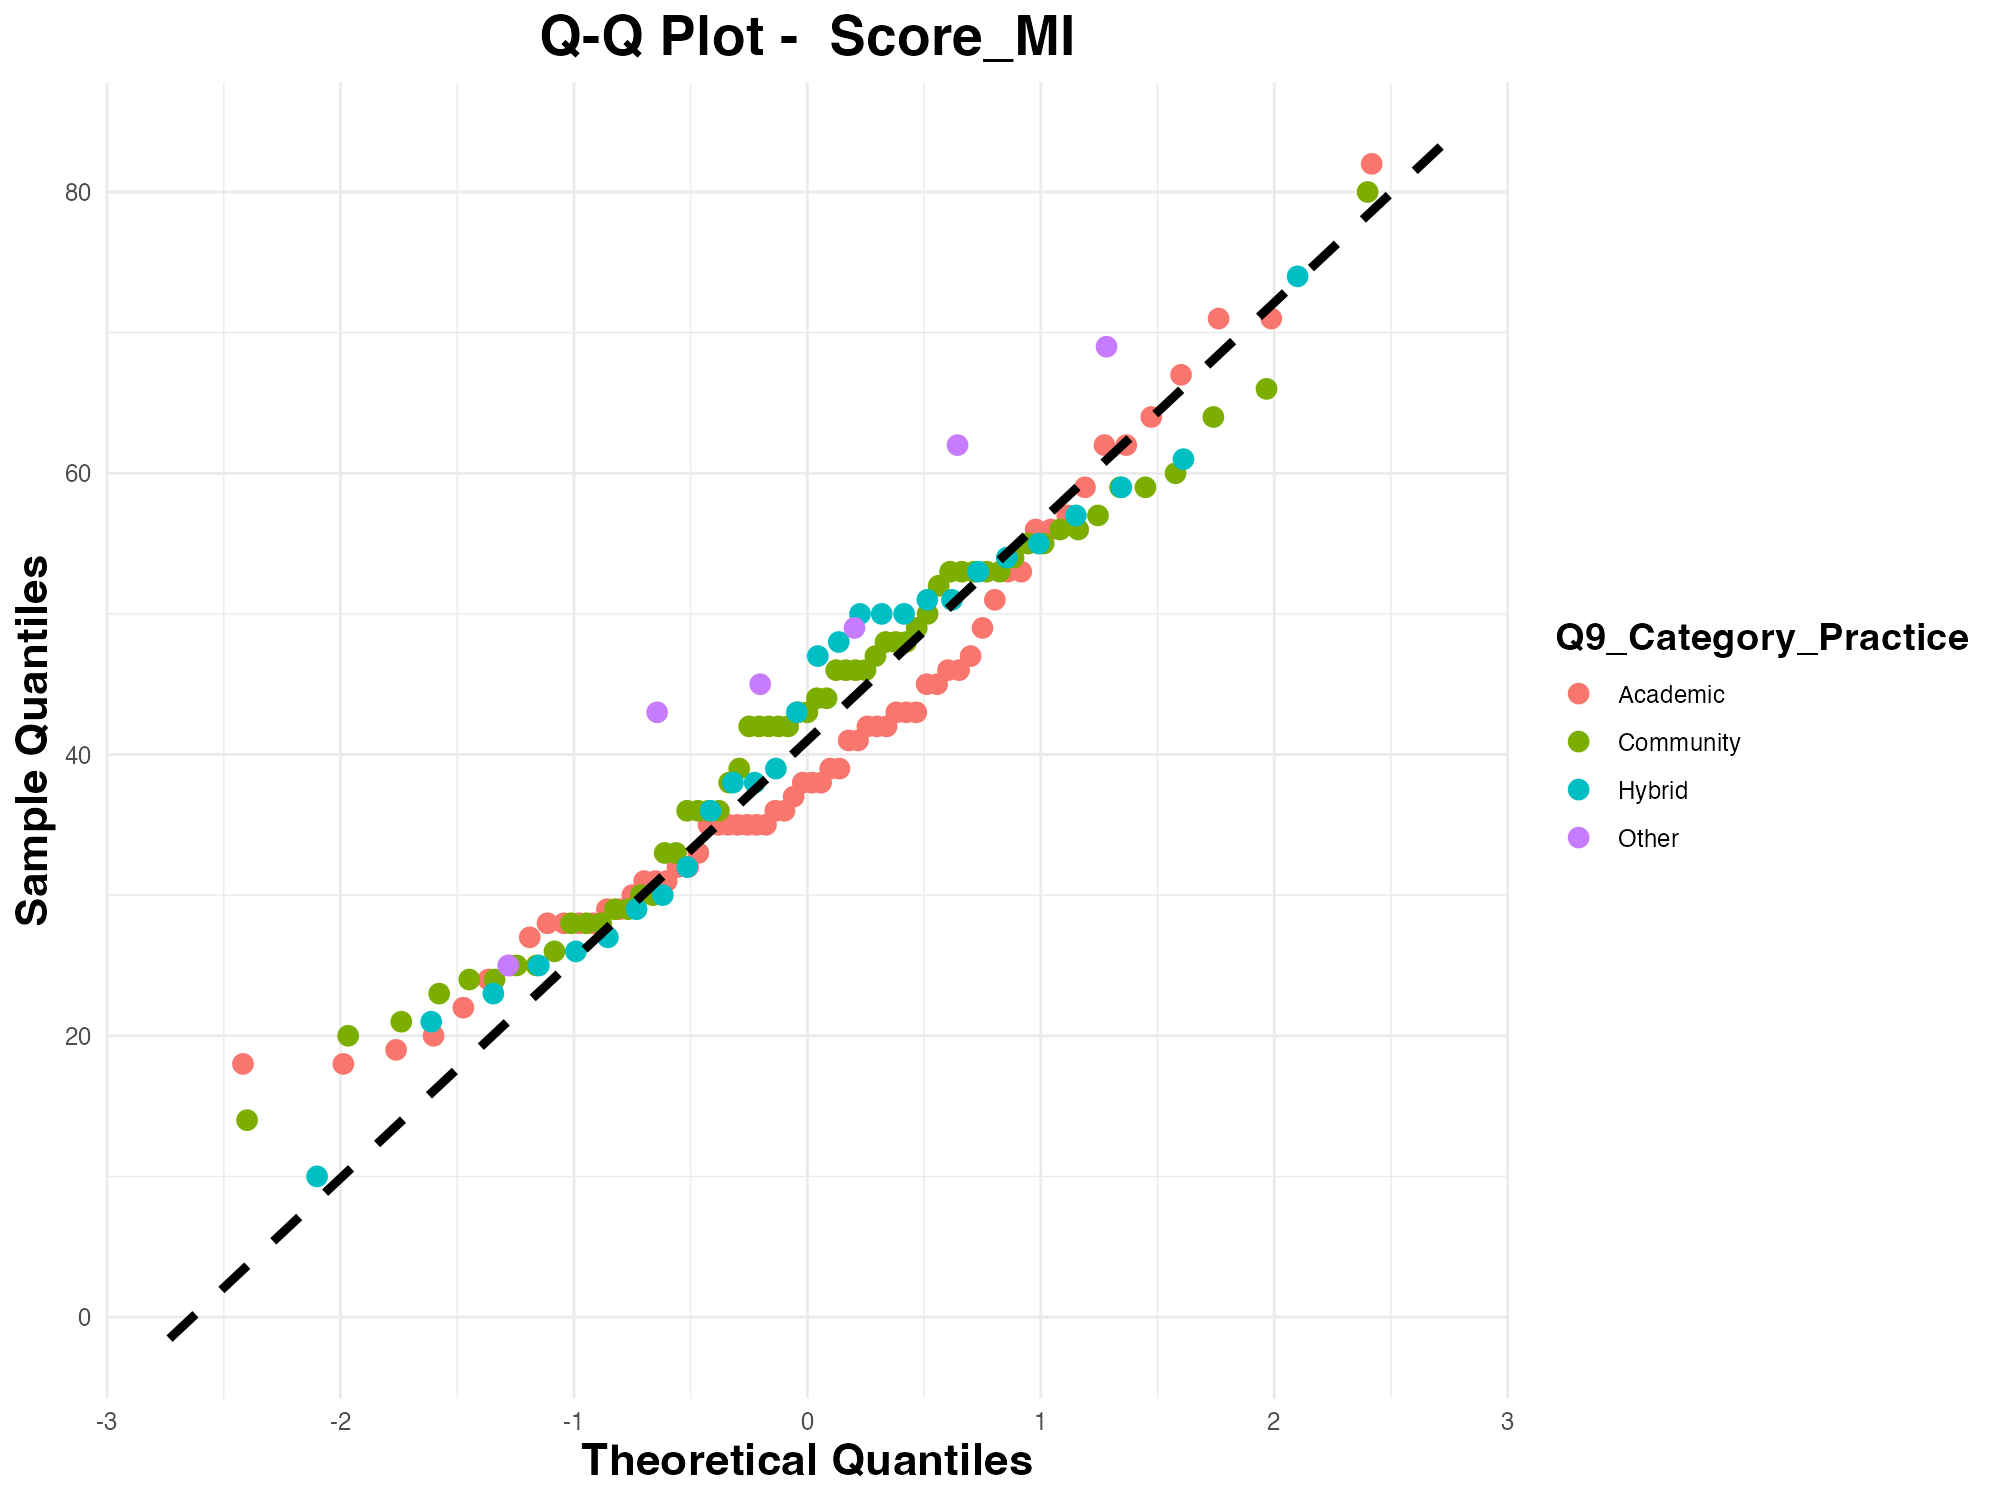 Q-Q Plot -  Score_MI
Sample Quantiles
80
60
40
20
0
-3 -2 -1 0 1 2 3
Theoretical Quantiles
Q9_Category_Practice
Academic
Community
Hybrid
Other